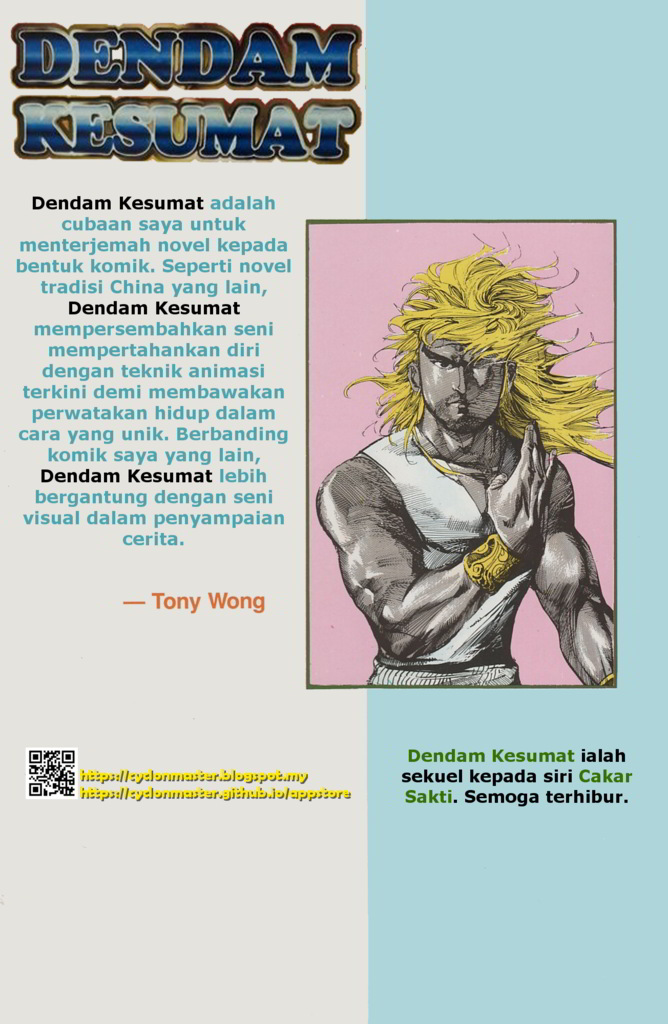 DENDAM
KESUMAT
Dendam Kesumat adalah
cubaan saya untuk
menterjemah novel kepada
bentuk komik. Seperti novel
tradisi China yang lain,
Dendam Kesumat
mempersembahkan seni
mempertahankan diri
dengan teknik animasi
terkini demi membawakan
perwatakan hidup dalam
cara yang unik. Berbanding
komik saya yang lain,
Dendam Kesumat lebih
bergantung dengan seni
visual dalam penyampaian
cerita.
— Tony Wong
https://cydonmaster.blogspot.my
https://cydonmaster.github.io/appstore
Dendam Kesumat ialah
sekuel kepada siri Cakar
Sakti. Semoga terhibur.